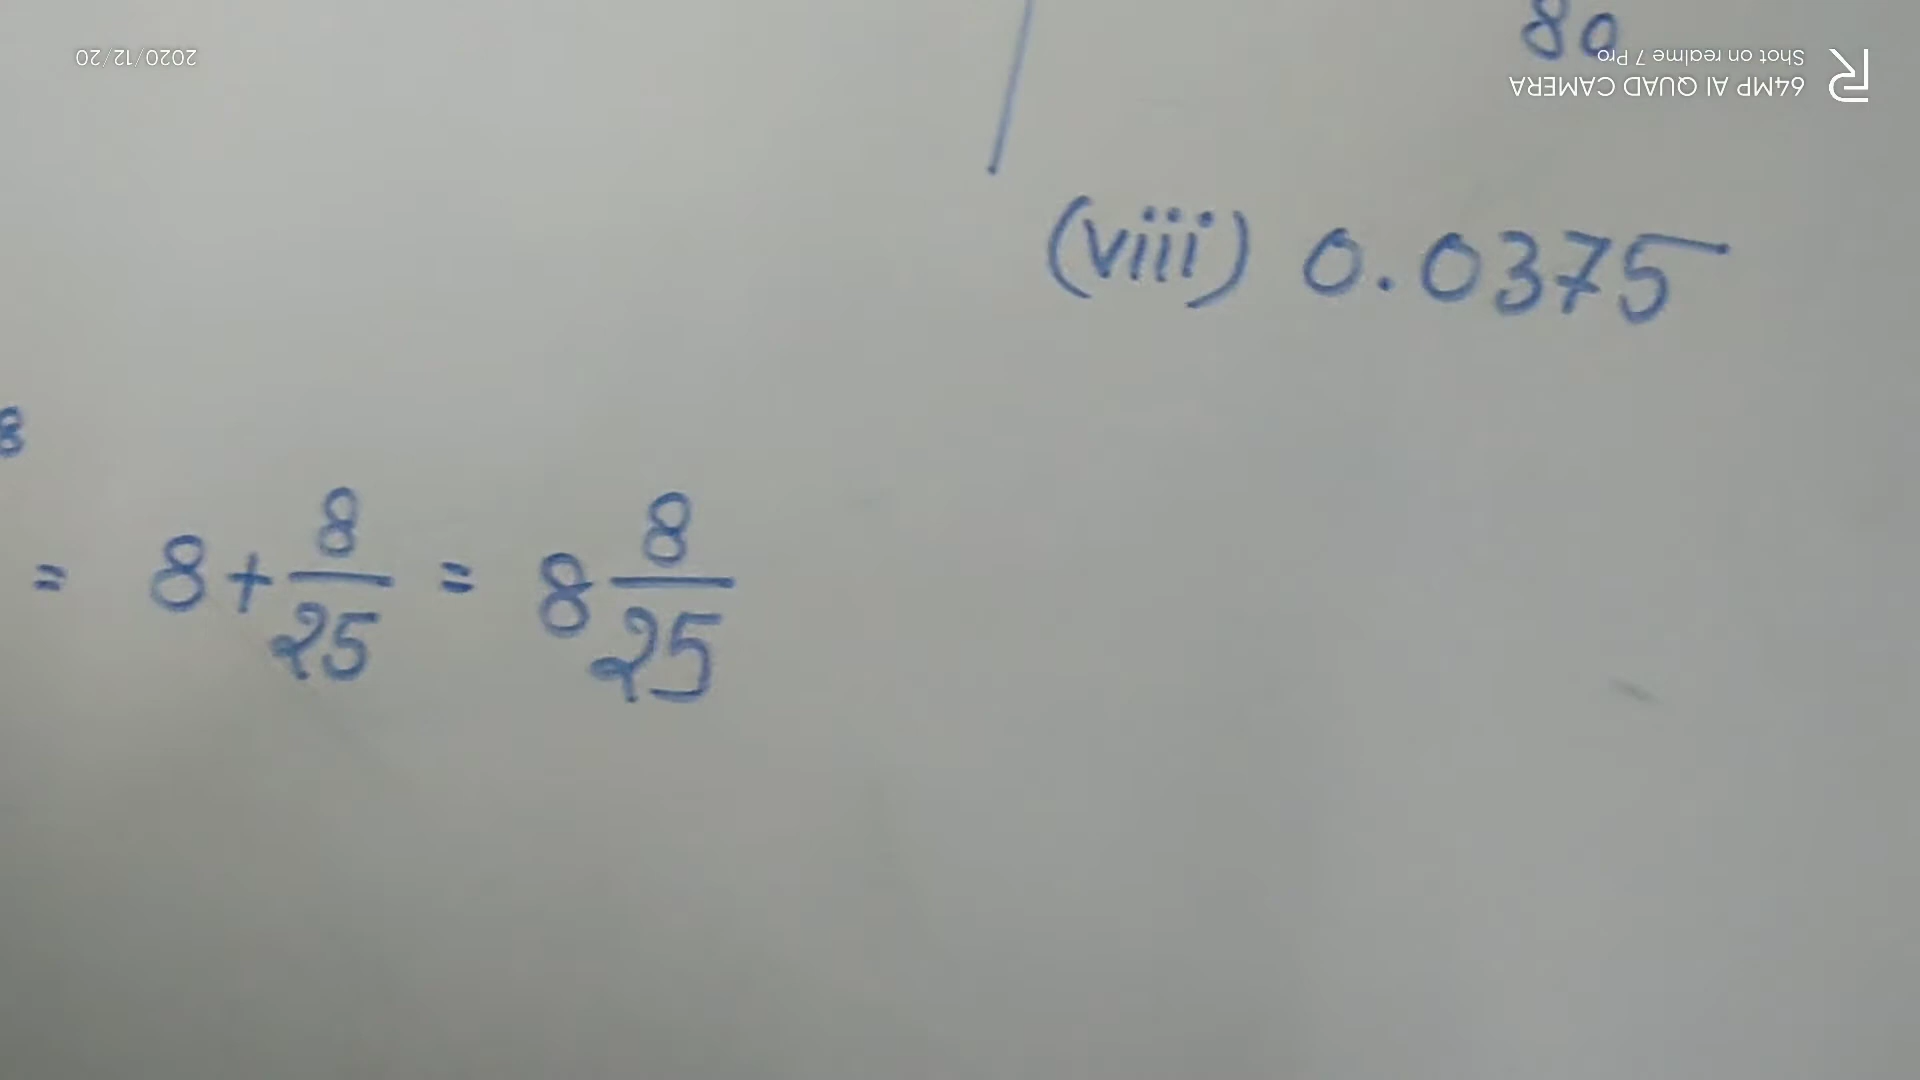 80
Shot on realme 7 Pro
64MP AI QUAD CAMERA
2020/12/20
(viii) 0.0375
8
= 8 + 8/25 = 8 8/25